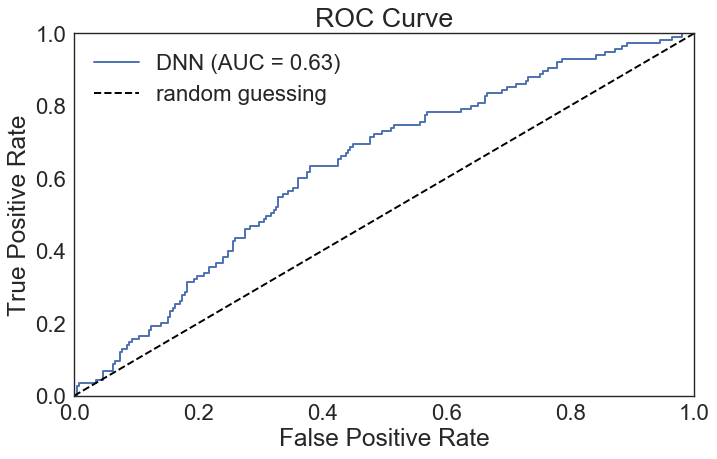 ROC Curve
1.0
0.8
0.6
0.4
0.2
0.0
True Positive Rate
DNN (AUC = 0.63)
random guessing
0.0 0.2 0.4 0.6 0.8 1.0
False Positive Rate